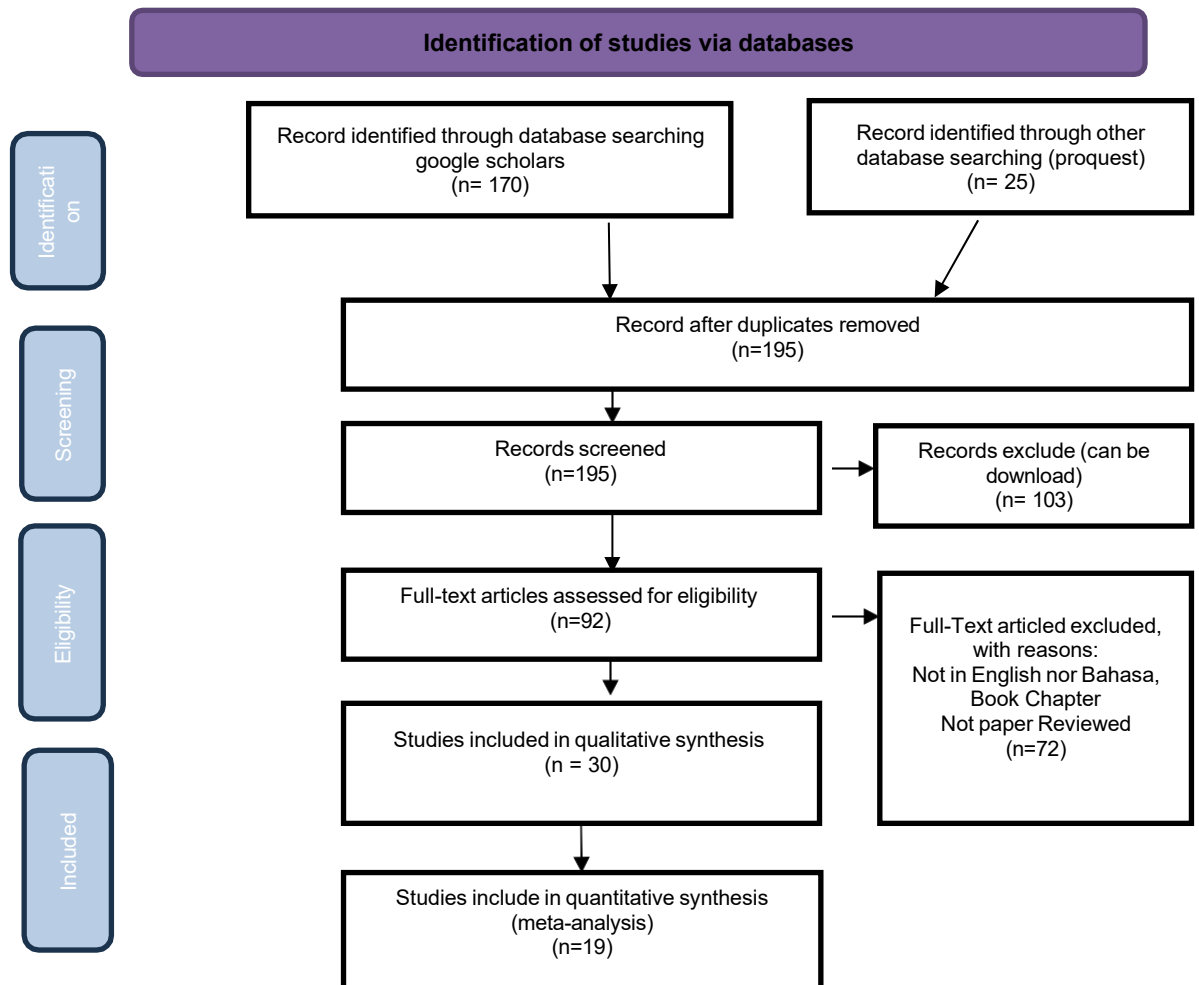 Identification of studies via databases
Identificati
on
Record identified through database searching
google scholars
(n= 170)
Record identified through other
database searching (proquest)
(n= 25)
Record after duplicates removed
(n=195)
Screening
Records screened
(n=195)
Records exclude (can be
download)
(n= 103)
Eligibility
Full-text articles assessed for eligibility
(n=92)
Full-Text articled excluded,
with reasons:
Not in English nor Bahasa,
Book Chapter
Not paper Reviewed
(n=72)
Studies included in qualitative synthesis
(n = 30)
Included
Studies include in quantitative synthesis
(meta-analysis)
(n=19)